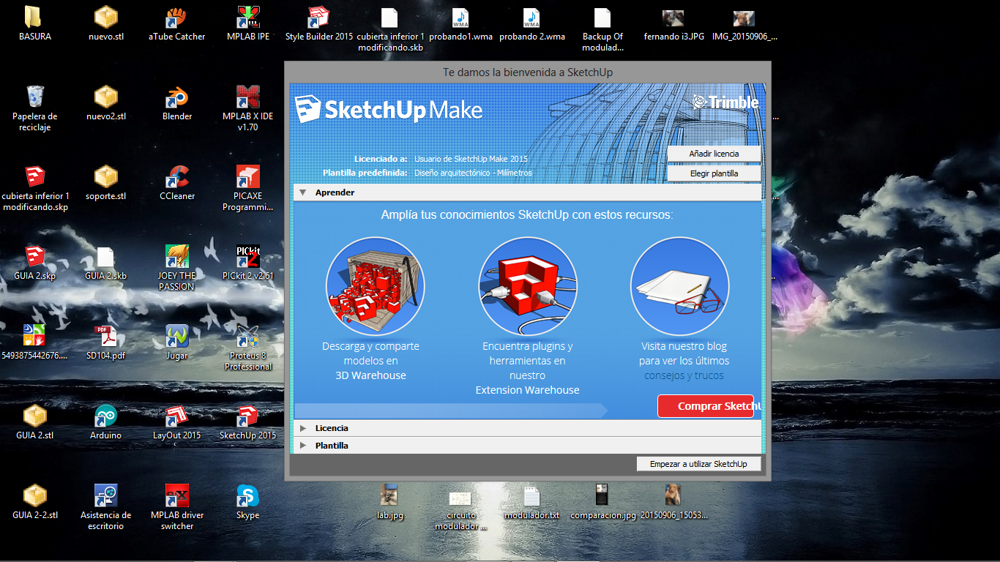 BASURA
nuevo.stl
aTube Catcher
MPLAB IPE
Style Builder 2015
cubierta inferior 1
modificando.skb
probando1.wma
probando 2.wma
Backup Of
modulad...
fernando i3.JPG
IMG_20150906_...
WMA
WMA
Papelera de
reciclaje
nuevo2.stl
Blender
MPLAB X IDE
v1.70
cubierta inferior 1
modificando.skp
soporte.stl
CCleaner
PICAXE
Programmi...
GUIA 2.skp
GUIA 2.skb
JOEY THE
PASSION
PICkit
2
PICkit 2 v2.61
5493875442676....
PDF
SD104.pdf
Jugar
Proteus 8
Professional
GUIA 2.stl
Arduino
LayOut 2015
SketchUp 2015
GUIA 2-2.stl
Asistencia de
escritorio
MPLAB driver
switcher
Skype
Te damos la bienvenida a SketchUp
SketchUp Make
Trimble
Licenciado a: Usuario de SketchUp Make 2015
Añadir licencia
Plantilla predefinida: Diseño arquitectónico - Milímetros
Elegir plantilla
Aprender
Amplía tus conocimientos SketchUp con estos recursos:
Descarga y comparte
modelos en
3D Warehouse
Encuentra plugins y
herramientas en
nuestro
Extension Warehouse
Visita nuestro blog
para ver los últimos
consejos y trucos
Comprar SketchU
Licencia
Plantilla
Empezar a utilizar SketchUp
lab.jpg
circuito
modulador ...
modulador.txt
comparacion.jpg
20150906_15053...